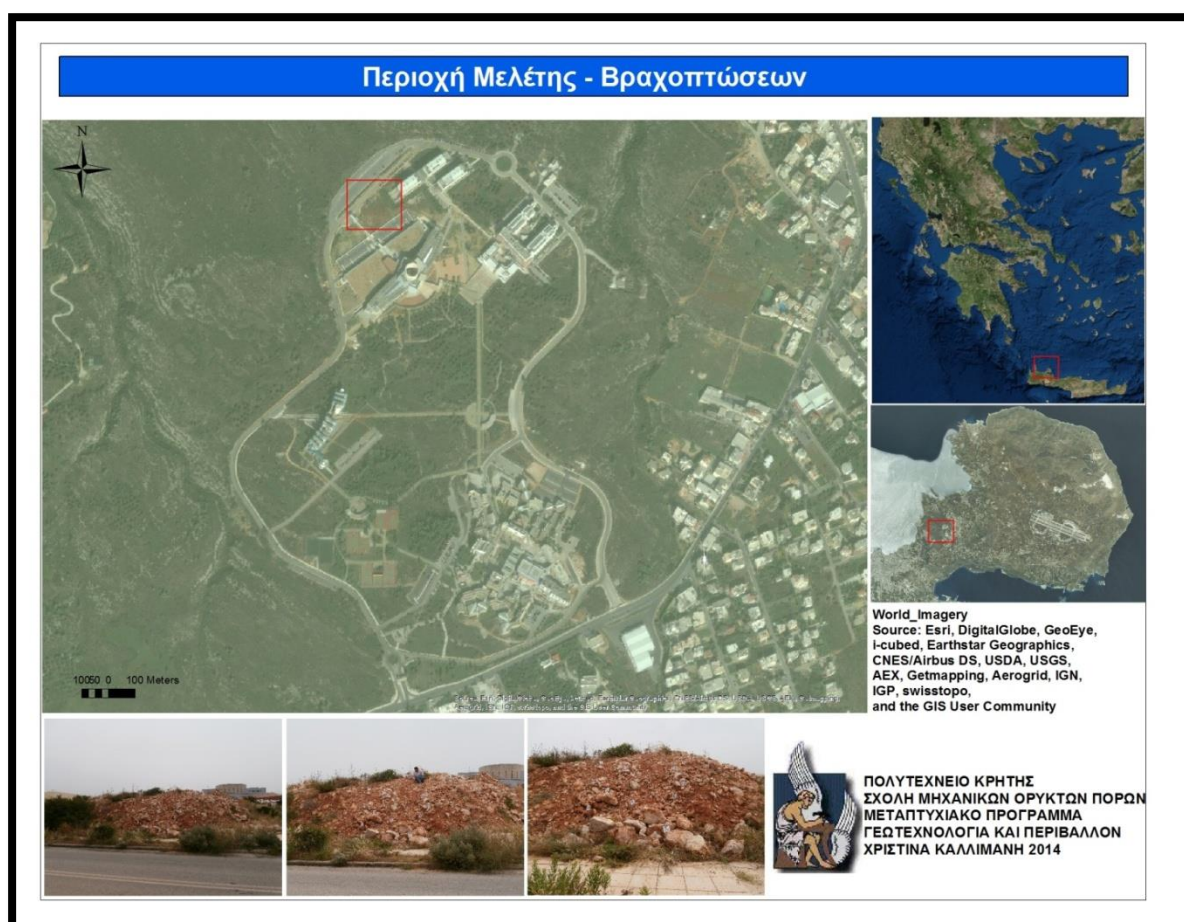 Περιοχή Μελέτης - Βραχοπτώσεων
N
10050 0 100 Meters
World_Imagery
Source: Esri, DigitalGlobe, GeoEye,
i-cubed, Earthstar Geographics,
CNES/Airbus DS, USDA, USGS,
AEX, Getmapping, Aerogrid, IGN,
IGP, swisstopo,
and the GIS User Community
ΠΟΛΥΤΕΧΝΕΙΟ ΚΡΗΤΗΣ
ΣΧΟΛΗ ΜΗΧΑΝΙΚΩΝ ΟΡΥΚΤΩΝ ΠΟΡΩΝ
ΜΕΤΑΠΤΥΧΙΑΚΟ ΠΡΟΓΡΑΜΜΑ
ΓΕΩΤΕΧΝΟΛΟΓΙΑ ΚΑΙ ΠΕΡΙΒΑΛΛΟΝ
ΧΡΙΣΤΙΝΑ ΚΑΛΛΙΜΑΝΗ 2014